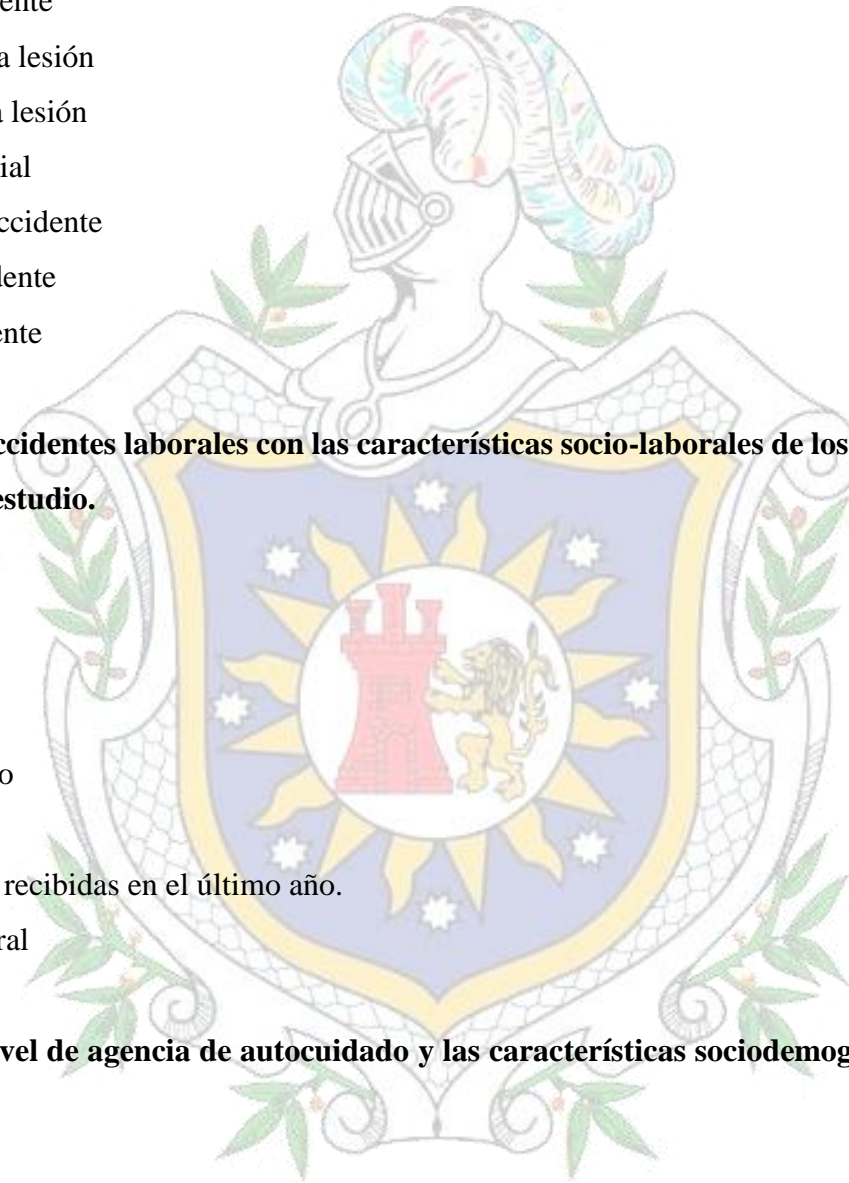 ente
a lesión
a lesión
ial
ccidente
dente
ente
ccidentes laborales con las características socio-laborales de los
estudio.
o
recibidas en el último año.
ral
vel de agencia de autocuidado y las características sociodemog